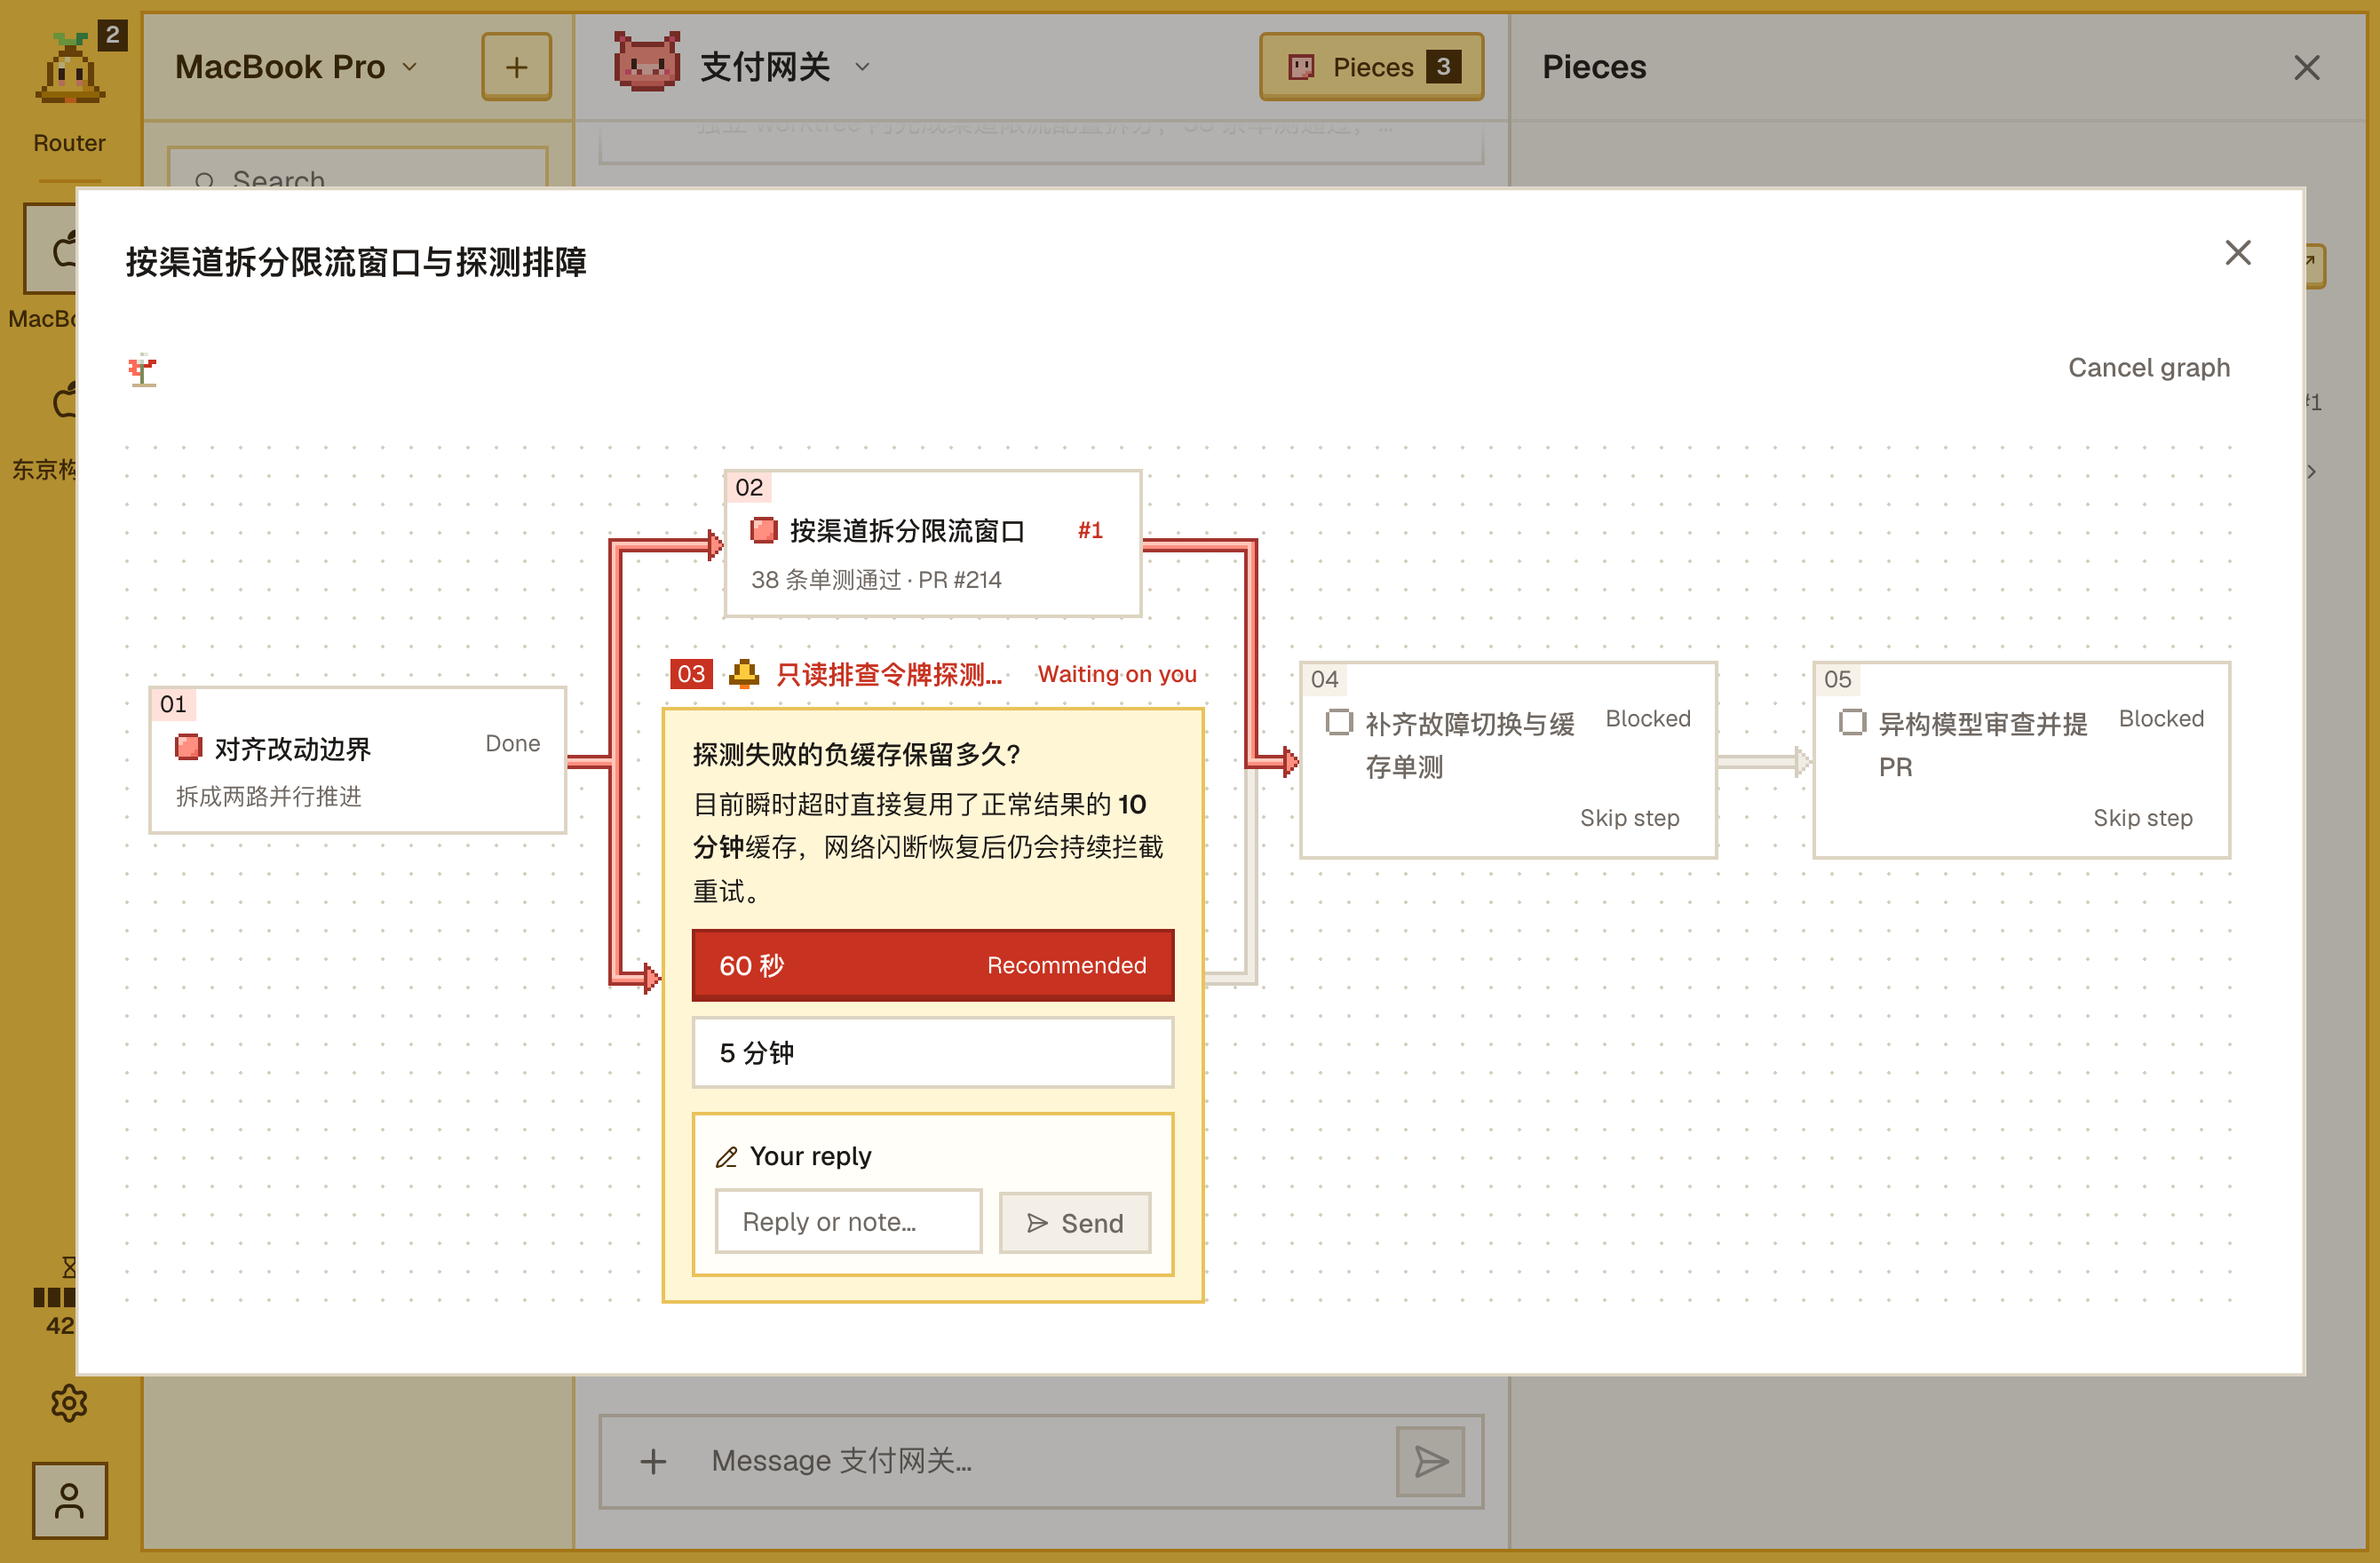 2
Router
MacBook Pro
支付网关
Pieces 3
Pieces
Search
按渠道拆分限流窗口与探测排障
Cancel graph
#1
01
对齐改动边界
Done
拆成两路并行推进
02
按渠道拆分限流窗口
#1
38 条单测通过 · PR #214
03
只读排查令牌探测...
Waiting on you
探测失败的负缓存保留多久?
目前瞬时超时直接复用了正常结果的 10
分钟缓存，网络闪断恢复后仍会持续拦截
重试。
60 秒
Recommended
5 分钟
Your reply
Reply or note...
Send
04
补齐故障切换与缓
存单测
Blocked
Skip step
05
异构模型审查并提
PR
Blocked
Skip step
42
Message 支付网关...